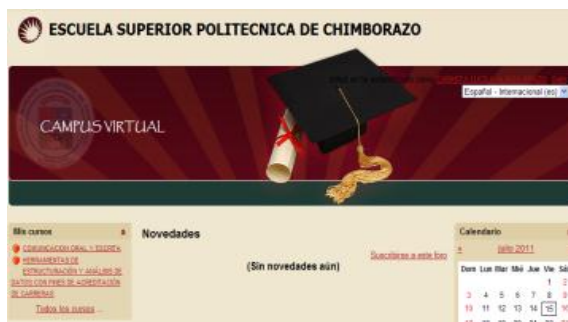 ESCUELA SUPERIOR POLITECNICA DE CHIMBORAZO
Español - Internacional (es)
CAMPUS VIRTUAL
Mis cursos
COMUNICACION ORAL Y ESCRITA
HERRAMIENTAS DE
ESTRUCTURACIÓN Y ANÁLISIS DE
DATOS CON FINES DE ACREDITACIÓN
DE CARRERAS
Todos los cursos ...
Novedades
Suscribirse a este foro
(Sin novedades aún)
Calendario
julio 2011
Dom Lun Mar Mié Jue Vie Sáb
1 2
3 4 5 6 7 8 9
10 11 12 13 14 15 16